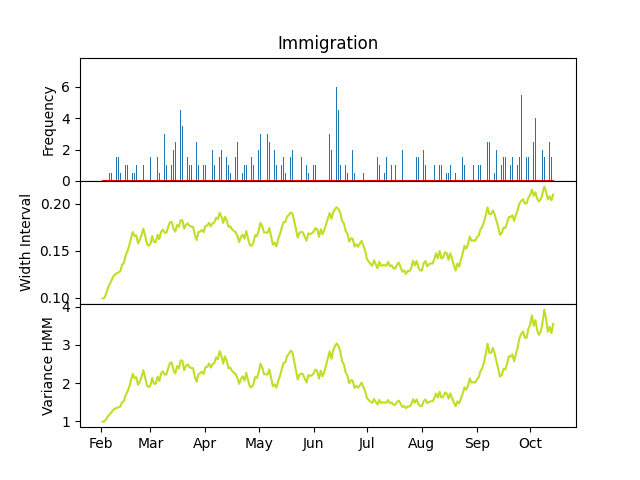 Immigration
Frequency
6
4
2
0
Width Interval
0.20
0.15
0.10
Variance HMM
4
3
2
1
Feb Mar Apr May Jun Jul Aug Sep Oct